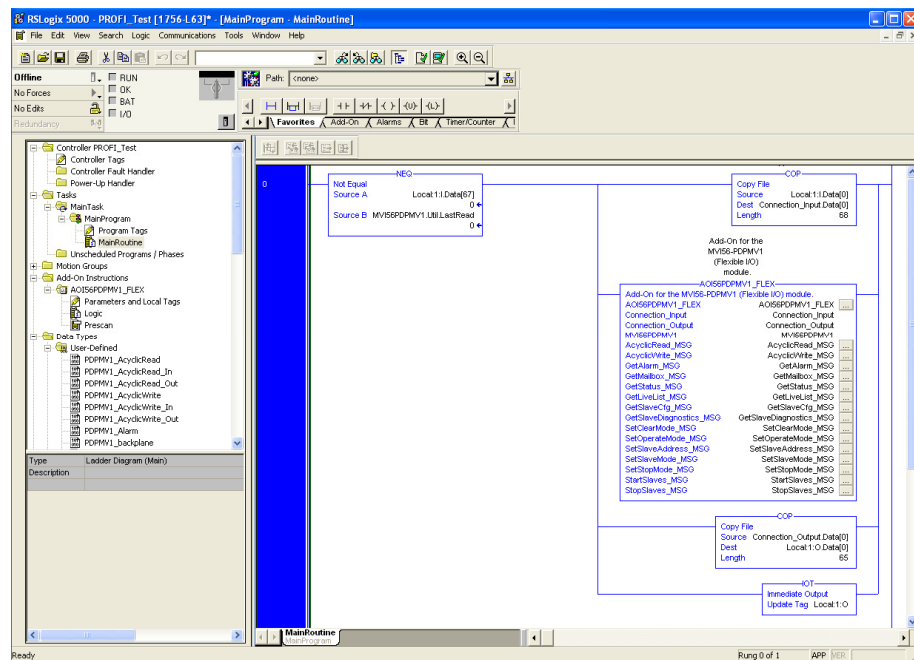 RSLogix 5000 - PROFI_Test [1756-L63]* - [MainProgram - MainRoutine]
File Edit View Search Logic Communications Tools Window Help
Offline
RUN
No Forces
OK
BAT
No Edits
I/O
Redundancy
Path: <none>
Favorites Add-On Alarms Bit Timer/Counter
Controller PROFI_Test
Controller Tags
Controller Fault Handler
Power-Up Handler
Tasks
MainTask
MainProgram
Program Tags
MainRoutine
Unscheduled Programs / Phases
Motion Groups
Add-On Instructions
AOI56PDPMV1_FLEX
Parameters and Local Tags
Logic
Prescan
Data Types
User-Defined
PDPMV1_AcyclicRead
PDPMV1_AcyclicRead_In
PDPMV1_AcyclicRead_Out
PDPMV1_AcyclicWrite
PDPMV1_AcyclicWrite_In
PDPMV1_AcyclicWrite_Out
PDPMV1_Alarm
PDPMV1_backplane
Type Ladder Diagram (Main)
Description
0
NEQ
Not Equal
Source A Local:1:I.Data[67]
0
Source B MVI56PDPMV1.Util.LastRead
0
COP
Copy File
Source Local:1:I.Data[0]
Dest Connection_Input.Data[0]
Length 68
Add-On for the
MVI56-PDPMV1
(Flexible I/O)
module.
AOI56PDPMV1_FLEX
Add-On for the MVI56-PDPMV1 (Flexible I/O) module.
AOI56PDPMV1_FLEX AOI56PDPMV1_FLEX ...
Connection_Input Connection_Input
Connection_Output Connection_Output
MVI56PDPMV1 MVI56PDPMV1
AcyclicRead_MSG AcyclicRead_MSG ...
AcyclicWrite_MSG AcyclicWrite_MSG ...
GetAlarm_MSG GetAlarm_MSG ...
GetMailbox_MSG GetMailbox_MSG ...
GetStatus_MSG GetStatus_MSG ...
GetLiveList_MSG GetLiveList_MSG ...
GetSlaveCfg_MSG GetSlaveCfg_MSG ...
GetSlaveDiagnostics_MSG GetSlaveDiagnostics_MSG ...
SetClearMode_MSG SetClearMode_MSG ...
SetOperateMode_MSG SetOperateMode_MSG ...
SetSlaveAddress_MSG SetSlaveAddress_MSG ...
SetSlaveMode_MSG SetSlaveMode_MSG ...
SetStopMode_MSG SetStopMode_MSG ...
StartSlaves_MSG StartSlaves_MSG ...
StopSlaves_MSG StopSlaves_MSG ...
COP
Copy File
Source Connection_Output.Data[0]
Dest Local:1:O.Data[0]
Length 65
IOT
Immediate Output
Update Tag Local:1:O
MainRoutine
MainProgram
Ready
Rung 0 of 1 APP VER